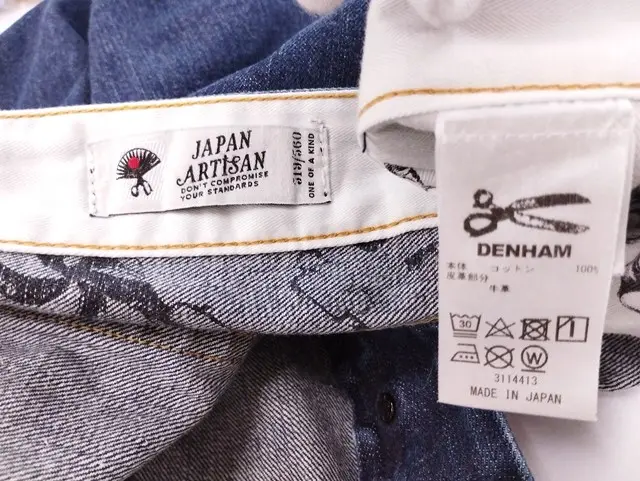 JAPAN
ARTISAN
DON'T COMPROMISE
YOUR STANDARDS
519/560
ONE OF A KIND
DENHAM
本体 コットン 100%
皮革部分
牛革
30
W
3114413
MADE IN JAPAN